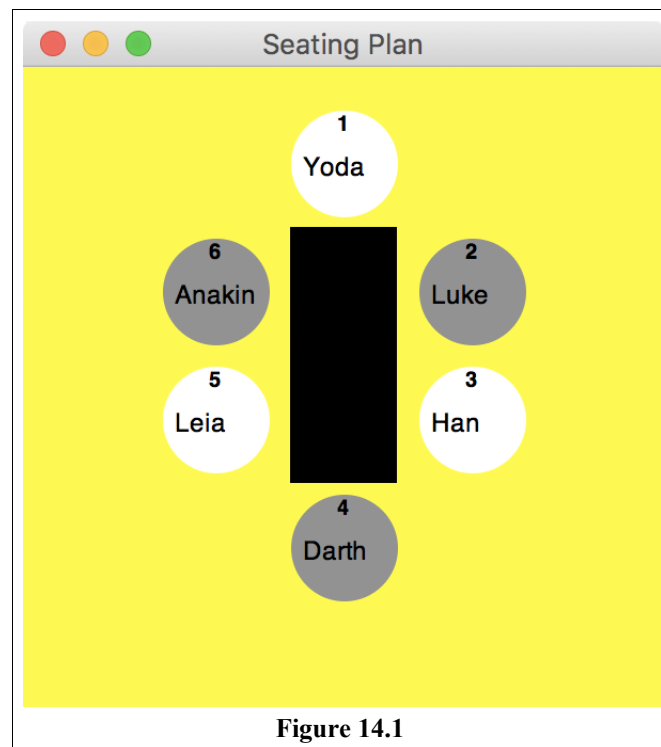 Seating Plan
1
Yoda
6
Anakin
2
Luke
5
Leia
3
Han
4
Darth
Figure 14.1